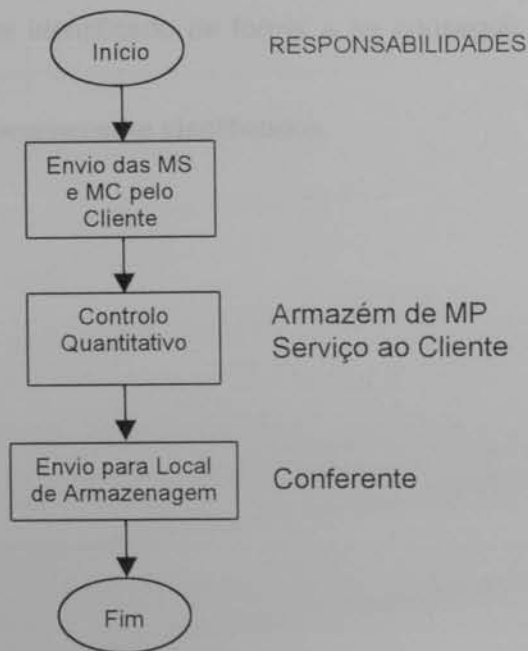 Início
RESPONSABILIDADES
Envio das MS
e MC pelo
Cliente
Controlo
Quantitativo
Armazém de MP
Serviço ao Cliente
Envio para Local
de Armazenagem
Conferente
Fim